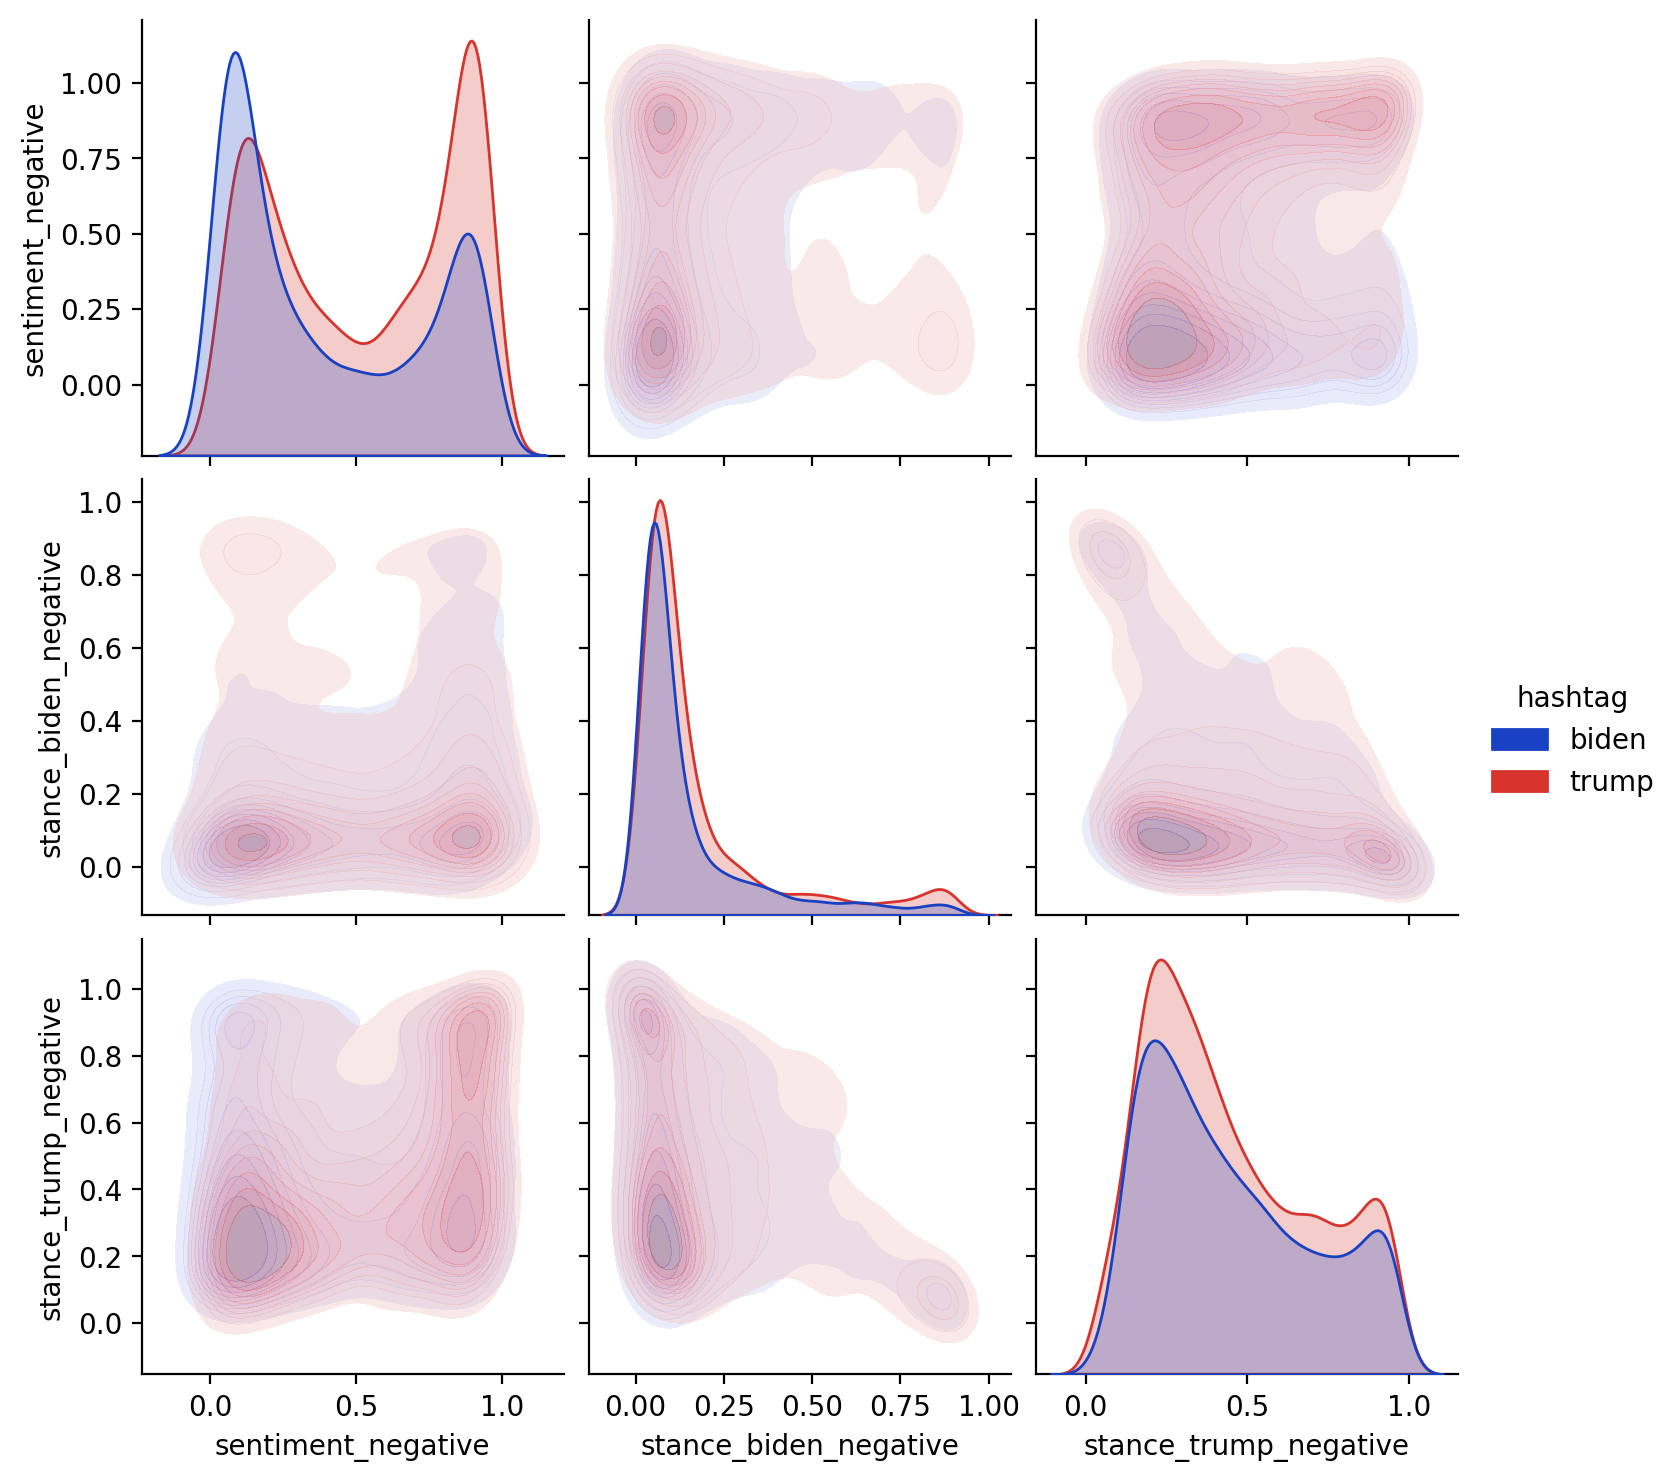 sentiment_negative
1.00
0.75
0.50
0.25
0.00
stance_biden_negative
1.0
0.8
0.6
0.4
0.2
0.0
hashtag
biden
trump
stance_trump_negative
1.0
0.8
0.6
0.4
0.2
0.0
0.0 0.5 1.0 0.00 0.25 0.50 0.75 1.00 0.0 0.5 1.0
sentiment_negative stance_biden_negative stance_trump_negative